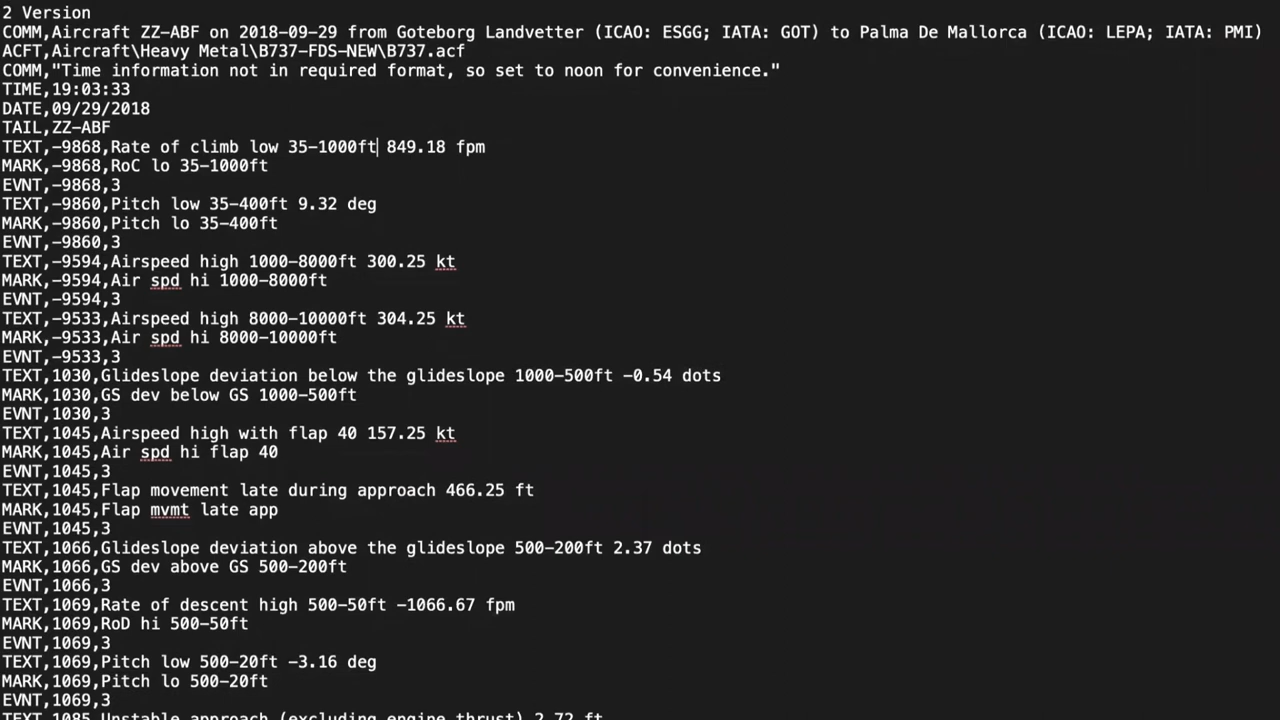 2 Version
COMM,Aircraft ZZ-ABF on 2018-09-29 from Goteborg Landvetter (ICAO: ESGG; IATA: GOT) to Palma De Mallorca (ICAO: LEPA; IATA: PMI)
ACFT,Aircraft\Heavy Metal\B737-FDS-NEW\B737.acf
COMM,"Time information not in required format, so set to noon for convenience."
TIME,19:03:33
DATE,09/29/2018
TAIL,ZZ-ABF
TEXT,-9868,Rate of climb low 35-1000ft 849.18 fpm
MARK,-9868,RoC lo 35-1000ft
EVNT,-9868,3
TEXT,-9860,Pitch low 35-400ft 9.32 deg
MARK,-9860,Pitch lo 35-400ft
EVNT,-9860,3
TEXT,-9594,Airspeed high 1000-8000ft 300.25 kt
MARK,-9594,Air spd hi 1000-8000ft
EVNT,-9594,3
TEXT,-9533,Airspeed high 8000-10000ft 304.25 kt
MARK,-9533,Air spd hi 8000-10000ft
EVNT,-9533,3
TEXT,1030,Glideslope deviation below the glideslope 1000-500ft -0.54 dots
MARK,1030,GS dev below GS 1000-500ft
EVNT,1030,3
TEXT,1045,Airspeed high with flap 40 157.25 kt
MARK,1045,Air spd hi flap 40
EVNT,1045,3
TEXT,1045,Flap movement late during approach 466.25 ft
MARK,1045,Flap mvmt late app
EVNT,1045,3
TEXT,1066,Glideslope deviation above the glideslope 500-200ft 2.37 dots
MARK,1066,GS dev above GS 500-200ft
EVNT,1066,3
TEXT,1069,Rate of descent high 500-50ft -1066.67 fpm
MARK,1069,RoD hi 500-50ft
EVNT,1069,3
TEXT,1069,Pitch low 500-20ft -3.16 deg
MARK,1069,Pitch lo 500-20ft
EVNT,1069,3
TEXT,1085,Unstable approach (excluding engine thrust) 2.72 ft